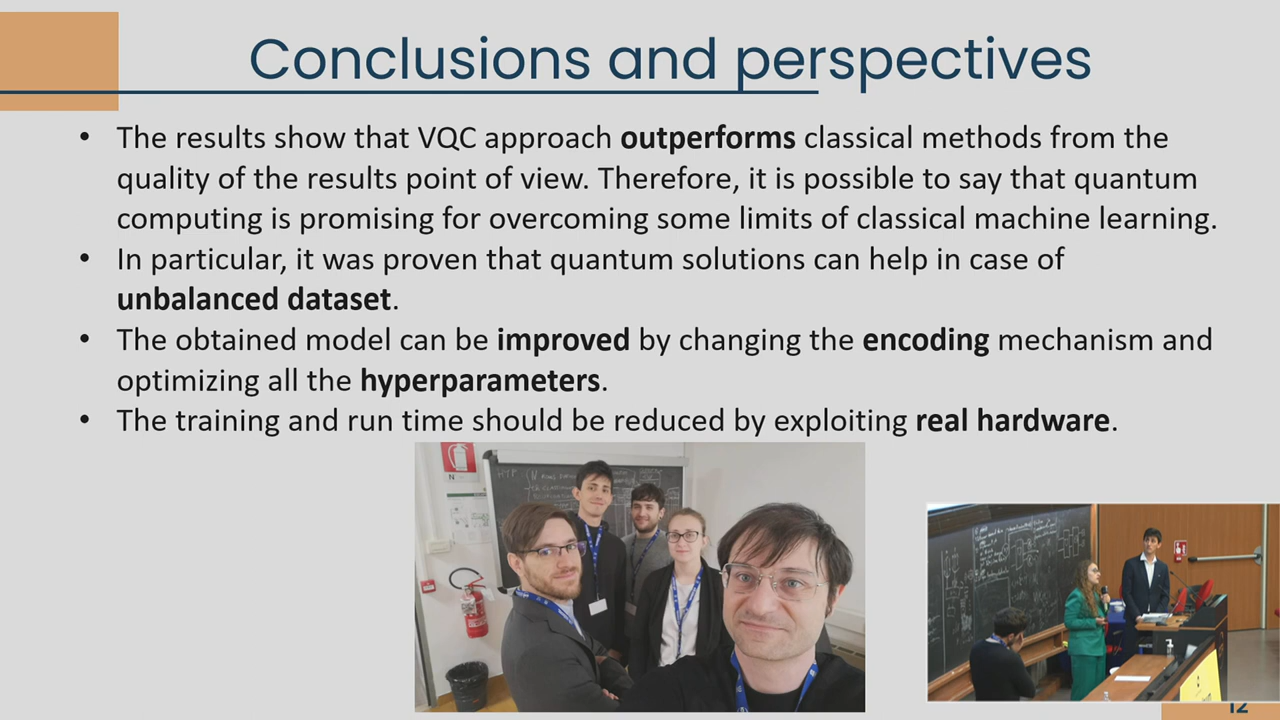 Conclusions and perspectives
• The results show that VQC approach outperforms classical methods from the
quality of the results point of view. Therefore, it is possible to say that quantum
computing is promising for overcoming some limits of classical machine learning.
• In particular, it was proven that quantum solutions can help in case of
unbalanced dataset.
• The obtained model can be improved by changing the encoding mechanism and
optimizing all the hyperparameters.
• The training and run time should be reduced by exploiting real hardware.
12